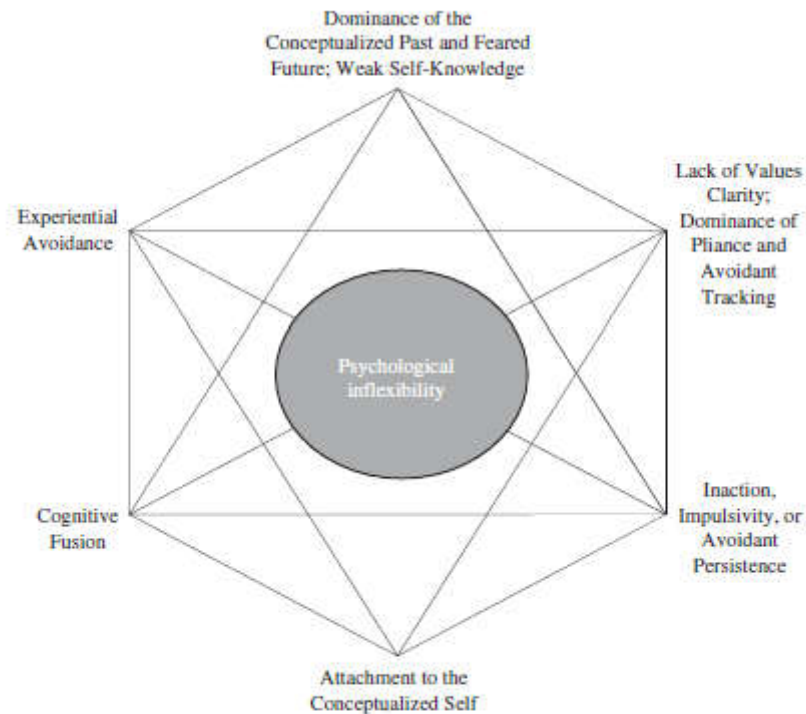 Dominance of the
Conceptualized Past and Feared
Future; Weak Self-Knowledge
Experiential
Avoidance
Lack of Values
Clarity;
Dominance of
Pliance and
Avoidant
Tracking
Psychological
inflexibility
Cognitive
Fusion
Inaction,
Impulsivity, or
Avoidant
Persistence
Attachment to the
Conceptualized Self